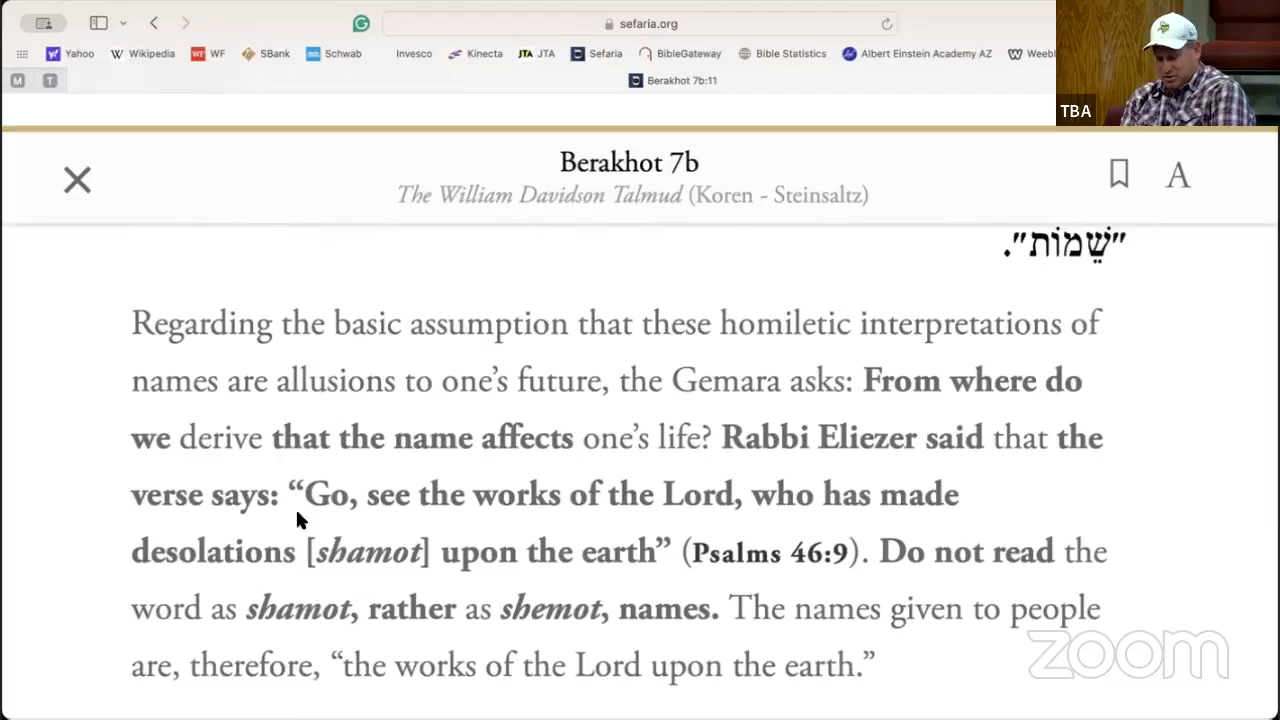 sefaria.org
Yahoo W Wikipedia WF WF SBank Schwab Invesco Kinecta JTA JTA Sefaria BibleGateway Bible Statistics Albert Einstein Academy AZ Weebl
M T Berakhot 7b:11
TBA
Berakhot 7b
The William Davidson Talmud (Koren - Steinsaltz)
A
״שֵׁמוֹת״.
Regarding the basic assumption that these homiletic interpretations of
names are allusions to one’s future, the Gemara asks: From where do
we derive that the name affects one’s life? Rabbi Eliezer said that the
verse says: “Go, see the works of the Lord, who has made
desolations [shamot] upon the earth” (Psalms 46:9). Do not read the
word as shamot, rather as shemot, names. The names given to people
are, therefore, “the works of the Lord upon the earth.”
zoom